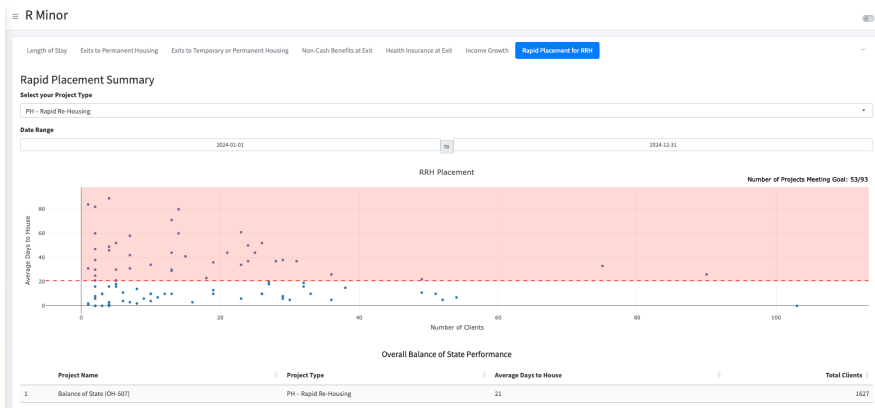 R Minor
Length of Stay Exits to Permanent Housing Exits to Temporary or Permanent Housing Non-Cash Benefits at Exit Health Insurance at Exit Income Growth Rapid Placement for RRH
Rapid Placement Summary
Select your Project Type
PH – Rapid Re-Housing
Date Range
2024-01-01 to 2024-12-31
RRH Placement
Number of Projects Meeting Goal: 53/93
Average Days to House
80
60
40
20
0
0 20 40 60 80 100
Number of Clients
Overall Balance of State Performance
Project Name Project Type Average Days to House Total Clients
1 Balance of State (OH-507) PH – Rapid Re-Housing 21 1627